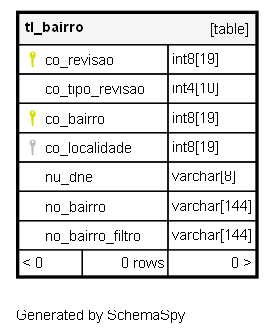 tl_bairro [table]
co_revisao int8[19]
co_tipo_revisao int4[10]
co_bairro int8[19]
co_localidade int8[19]
nu_dne varchar[8]
no_bairro varchar[144]
no_bairro_filtro varchar[144]
< 0 0 rows 0 >
Generated by SchemaSpy